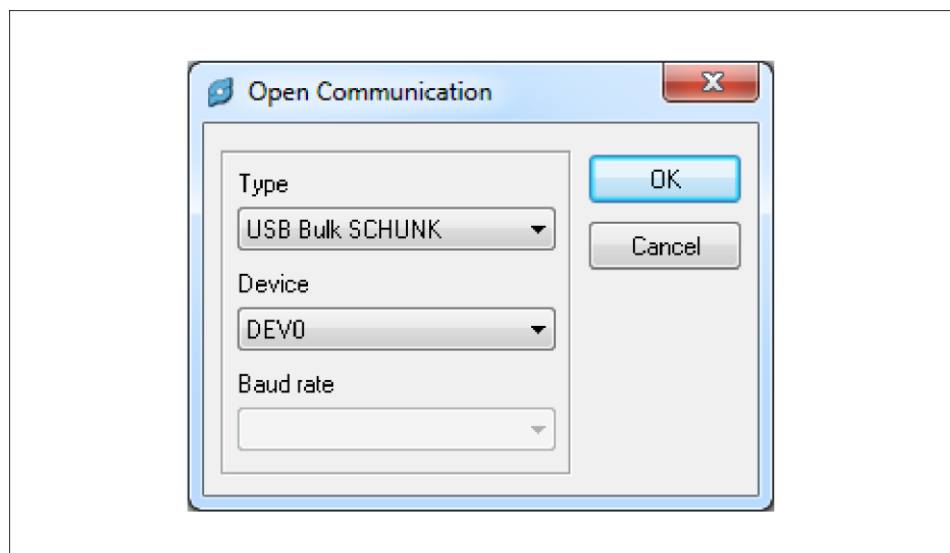 Open Communication
Type
USB Bulk SCHUNK
Device
DEV0
Baud rate
OK
Cancel